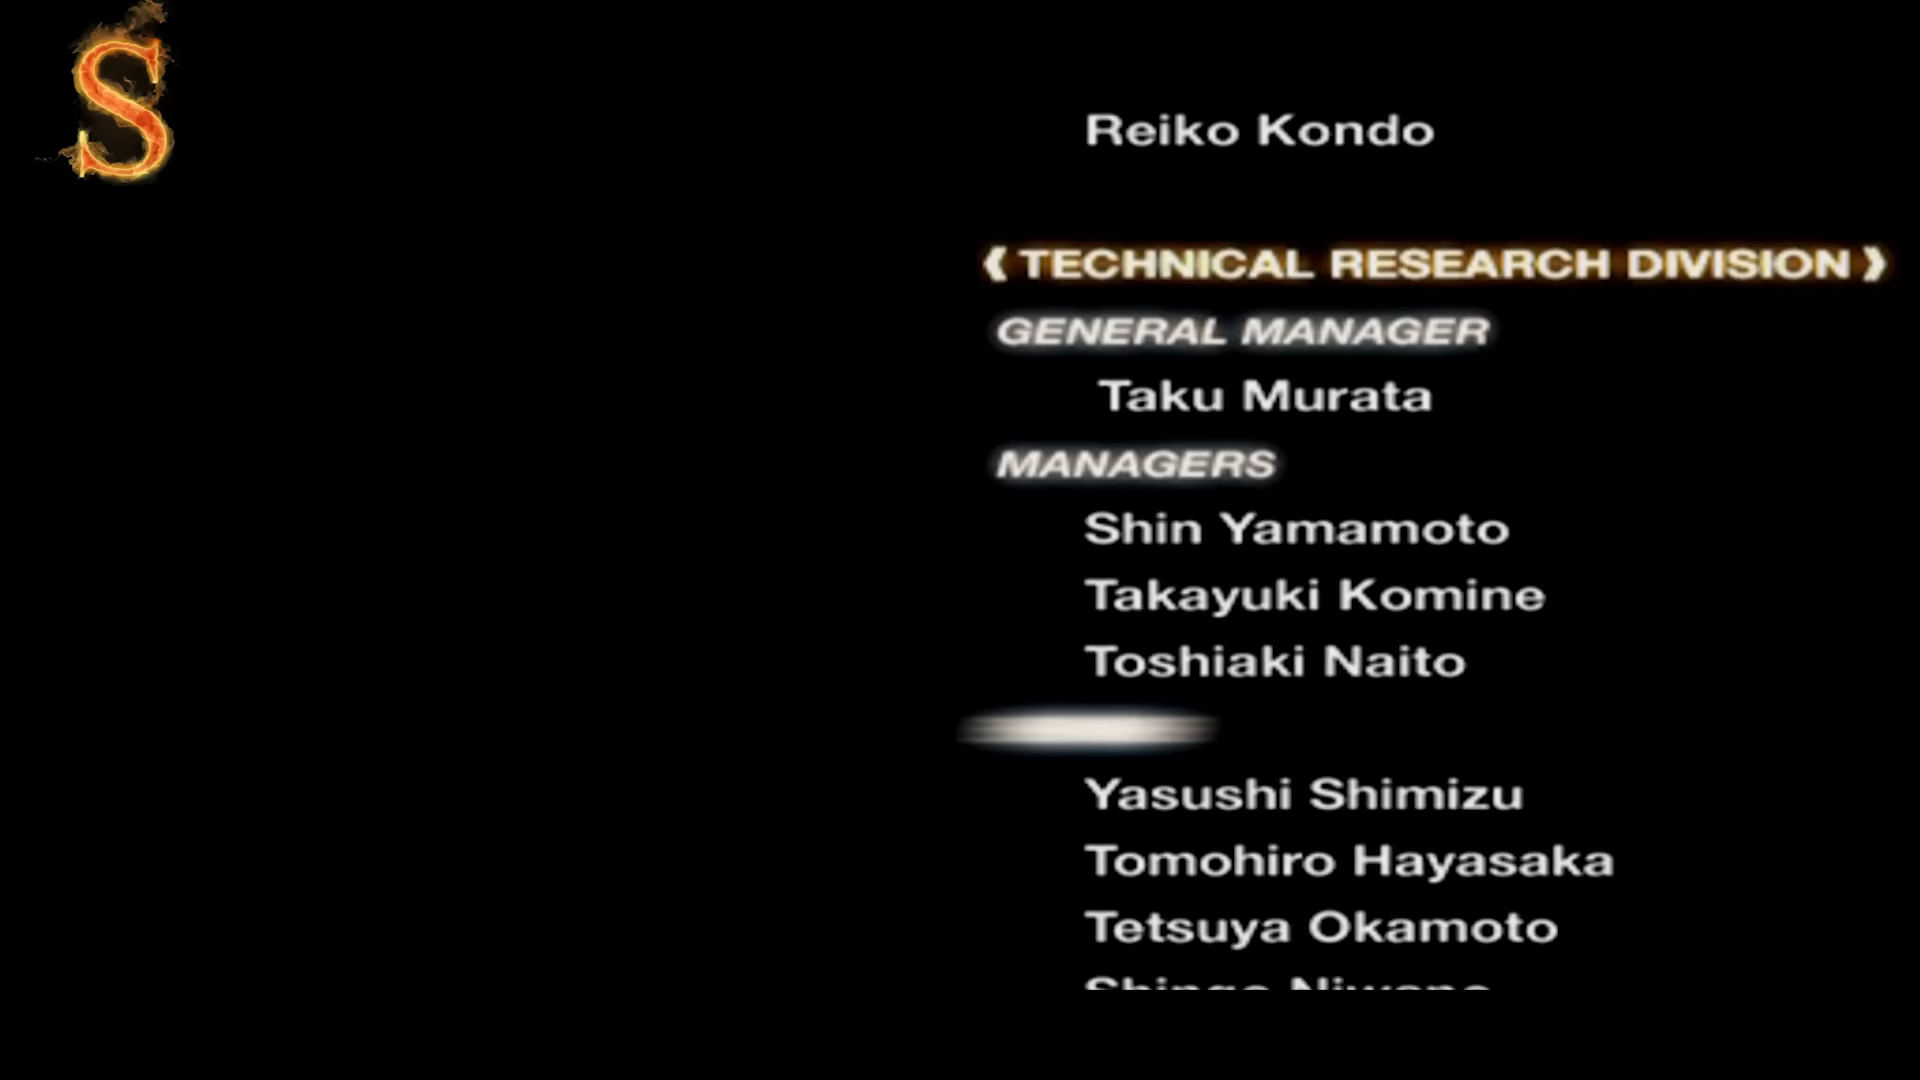 S
Reiko Kondo
《 TECHNICAL RESEARCH DIVISION 》
GENERAL MANAGER
Taku Murata
MANAGERS
Shin Yamamoto
Takayuki Komine
Toshiaki Naito
Yasushi Shimizu
Tomohiro Hayasaka
Tetsuya Okamoto